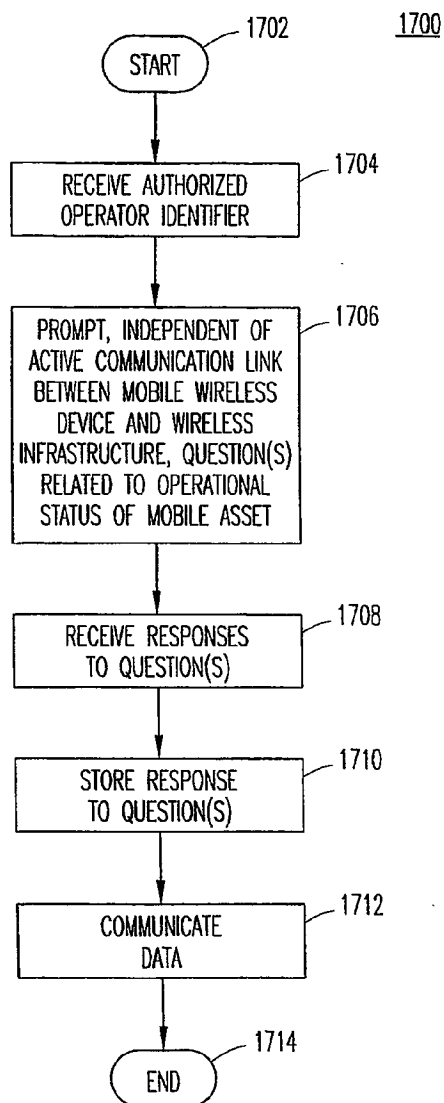 1700
1702
START
1704
RECEIVE AUTHORIZED
OPERATOR IDENTIFIER
1706
PROMPT, INDEPENDENT OF
ACTIVE COMMUNICATION LINK
BETWEEN MOBILE WIRELESS
DEVICE AND WIRELESS
INFRASTRUCTURE, QUESTION(S)
RELATED TO OPERATIONAL
STATUS OF MOBILE ASSET
1708
RECEIVE RESPONSES
TO QUESTION(S)
1710
STORE RESPONSE
TO QUESTION(S)
1712
COMMUNICATE
DATA
1714
END